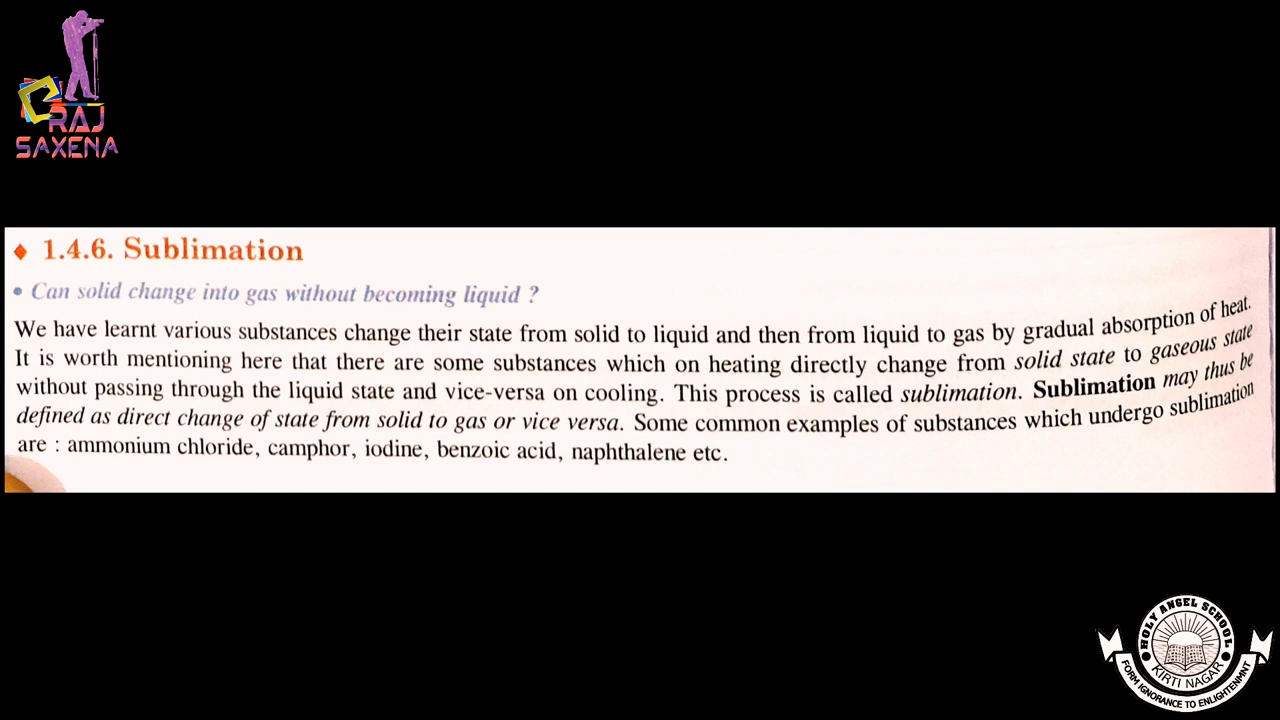 RAJ
SAXENA
♦ 1.4.6. Sublimation
• Can solid change into gas without becoming liquid ?
We have learnt various substances change their state from solid to liquid and then from liquid to gas by gradual absorption of heat.
It is worth mentioning here that there are some substances which on heating directly change from solid state to gaseous state
without passing through the liquid state and vice-versa on cooling. This process is called sublimation. Sublimation may thus be
defined as direct change of state from solid to gas or vice versa. Some common examples of substances which undergo sublimation
are : ammonium chloride, camphor, iodine, benzoic acid, naphthalene etc.
HOLY ANGEL SCHOOL
KIRTI NAGAR
FORM IGNORANCE TO ENLIGHTENMNT